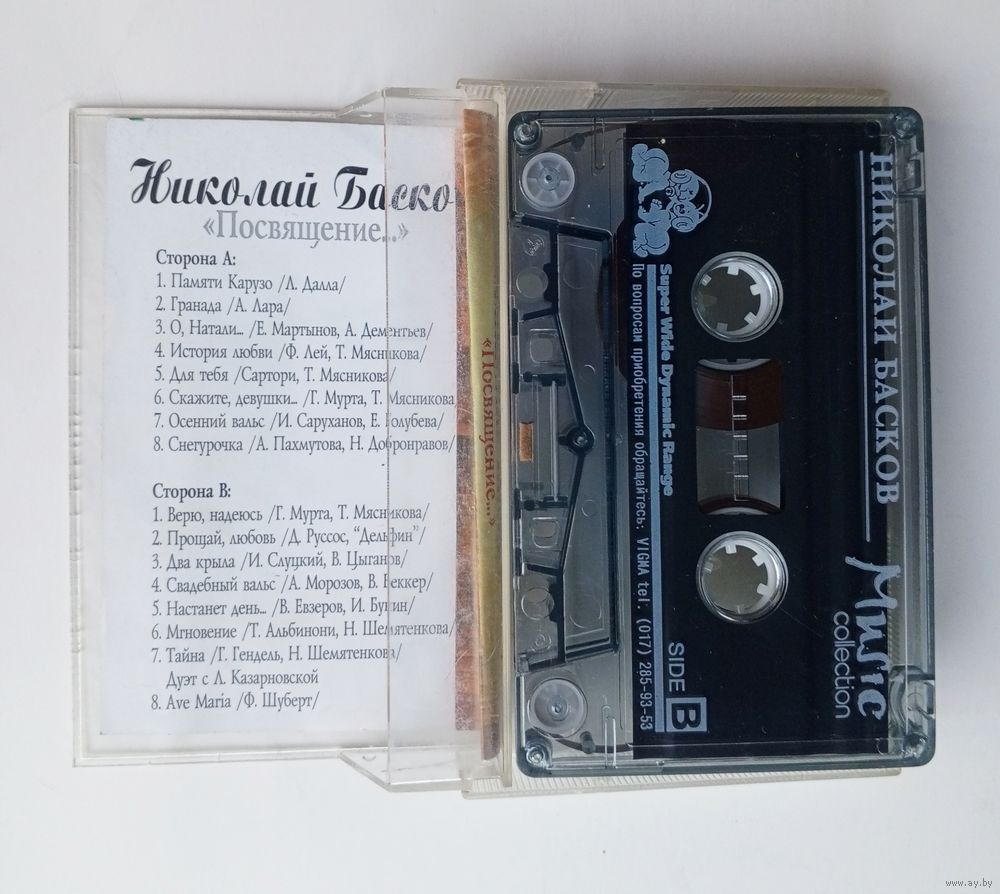 Николай Баско
«Посвящение...»
Сторона А:
1. Памяти Карузо /Л. Далла/
2. Гранада /А. Лара/
3. О, Натали... /Е. Мартынов, А. Дементьев/
4. История любви /Ф. Лей, Т. Мясникова/
5. Для тебя /Сартори, Т. Мясникова/
6. Скажите, девушки... /Г. Мурта, Т. Мясникова
7. Осенний вальс /И. Саруханов, Е. Голубева/
8. Снегурочка /А. Пахмутова, Н. Добронравов/
Сторона В:
1. Верю, надеюсь /Г. Мурта, Т. Мясникова/
2. Прощай, любовь /Д. Руссос, "Дельфин"/
3. Два крыла /И. Слуцкий, В. Цыганов/
4. Свадебный вальс /А. Морозов, В. Беккер/
5. Настанет день... /В. Евзеров, И. Бунин/
6. Мгновение /Т. Альбинони, Н. Шемятенкова/
7. Тайна /Г. Гендель, Н. Шемятенкова/
Дуэт с Л. Казарновской
8. Ave Maria /Ф. Шуберт/
«Посвящение...»
НИКОЛАЙ БАСКОВ
Music
collection
Super Wide Dynamic Range
По вопросам приобретения обращайтесь: VIGMA tel. (017) 285-93-53
SIDE B
www.ay.by